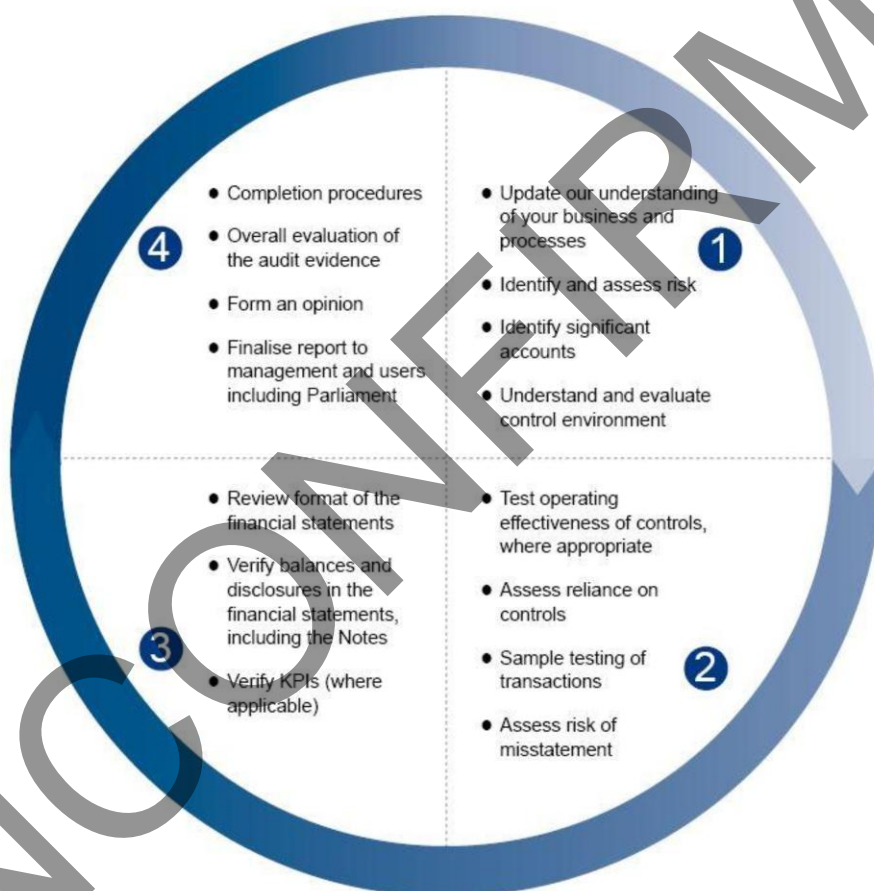 1
● Update our understanding
of your business and
processes
● Identify and assess risk
● Identify significant
accounts
● Understand and evaluate
control environment
2
● Test operating
effectiveness of controls,
where appropriate
● Assess reliance on
controls
● Sample testing of
transactions
● Assess risk of
misstatement
3
● Review format of the
financial statements
● Verify balances and
disclosures in the
financial statements,
including the Notes
● Verify KPIs (where
applicable)
4
● Completion procedures
● Overall evaluation of
the audit evidence
● Form an opinion
● Finalise report to
management and users
including Parliament
NCONFIRM